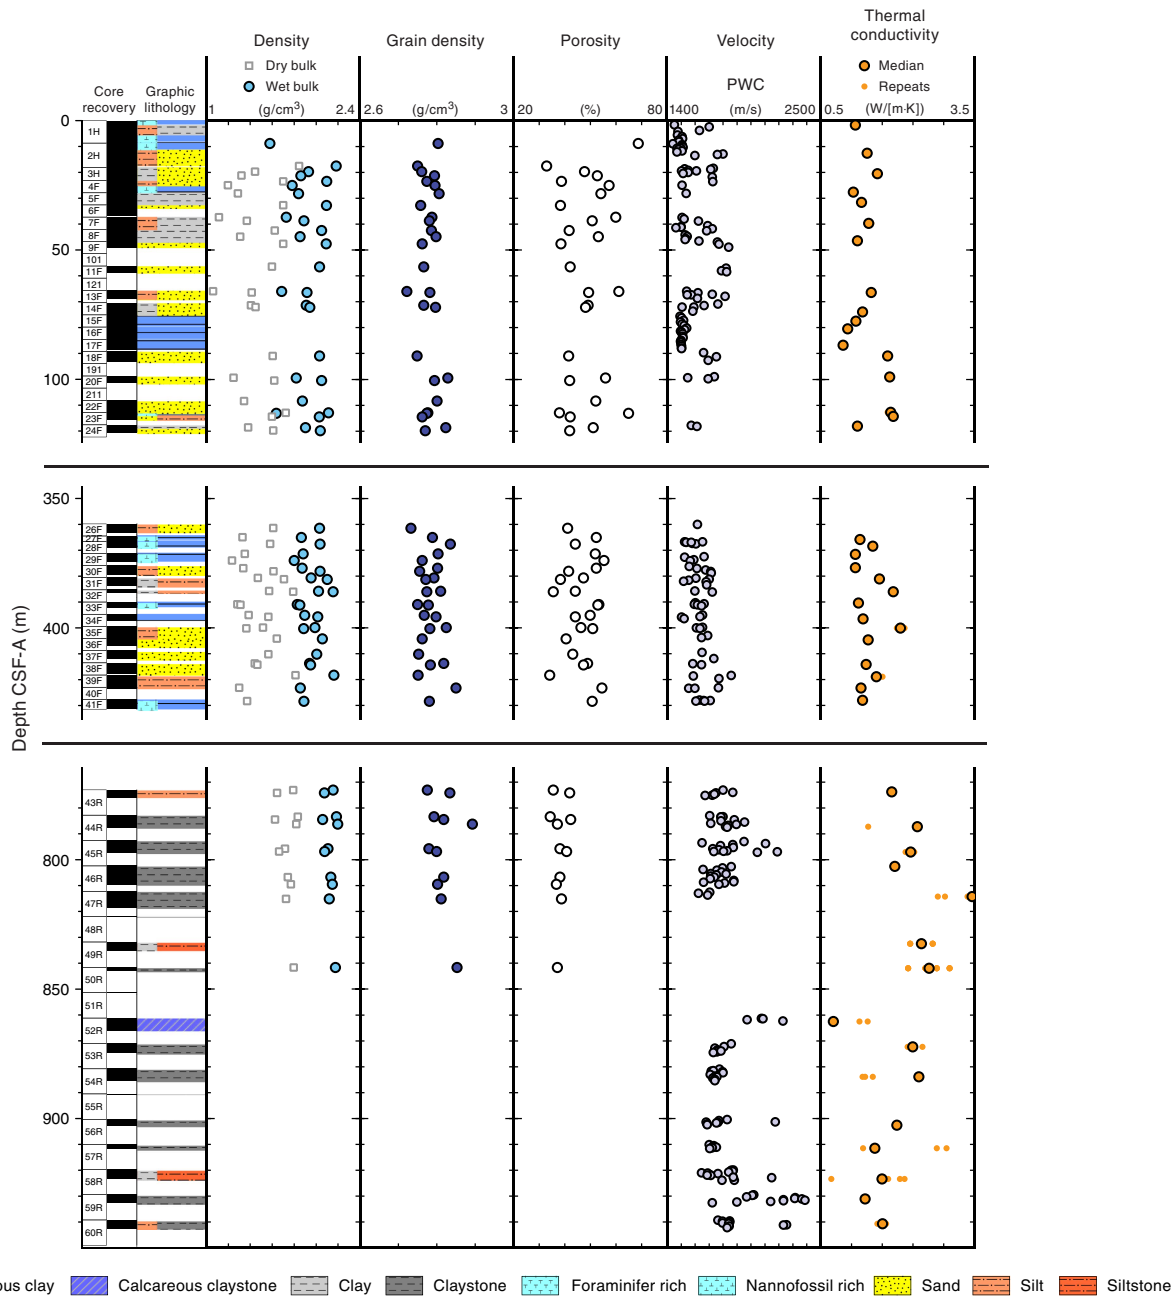 Density
Grain density
Porosity
Velocity
Thermal
conductivity
Dry bulk
Wet bulk
PWC
Median
Repeats
Core
recovery
Graphic
lithology
1 (g/cm3) 2.4
2.6 (g/cm3) 3
20 (%) 80
1400 (m/s) 2500
0.5 (W/[m·K]) 3.5
Depth CSF-A (m)
0
50
100
1H
2H
3H
4F
5F
6F
7F
8F
9F
101
11F
121
13F
14F
15F
16F
17F
18F
191
20F
211
22F
23F
24F
350
400
26F
27F
28F
29F
30F
31F
32F
33F
34F
35F
36F
37F
38F
39F
40F
41F
800
850
900
43R
44R
45R
46R
47R
48R
49R
50R
51R
52R
53R
54R
55R
56R
57R
58R
59R
60R
ous clay
Calcareous claystone
Clay
Claystone
Foraminifer rich
Nannofossil rich
Sand
Silt
Siltstone